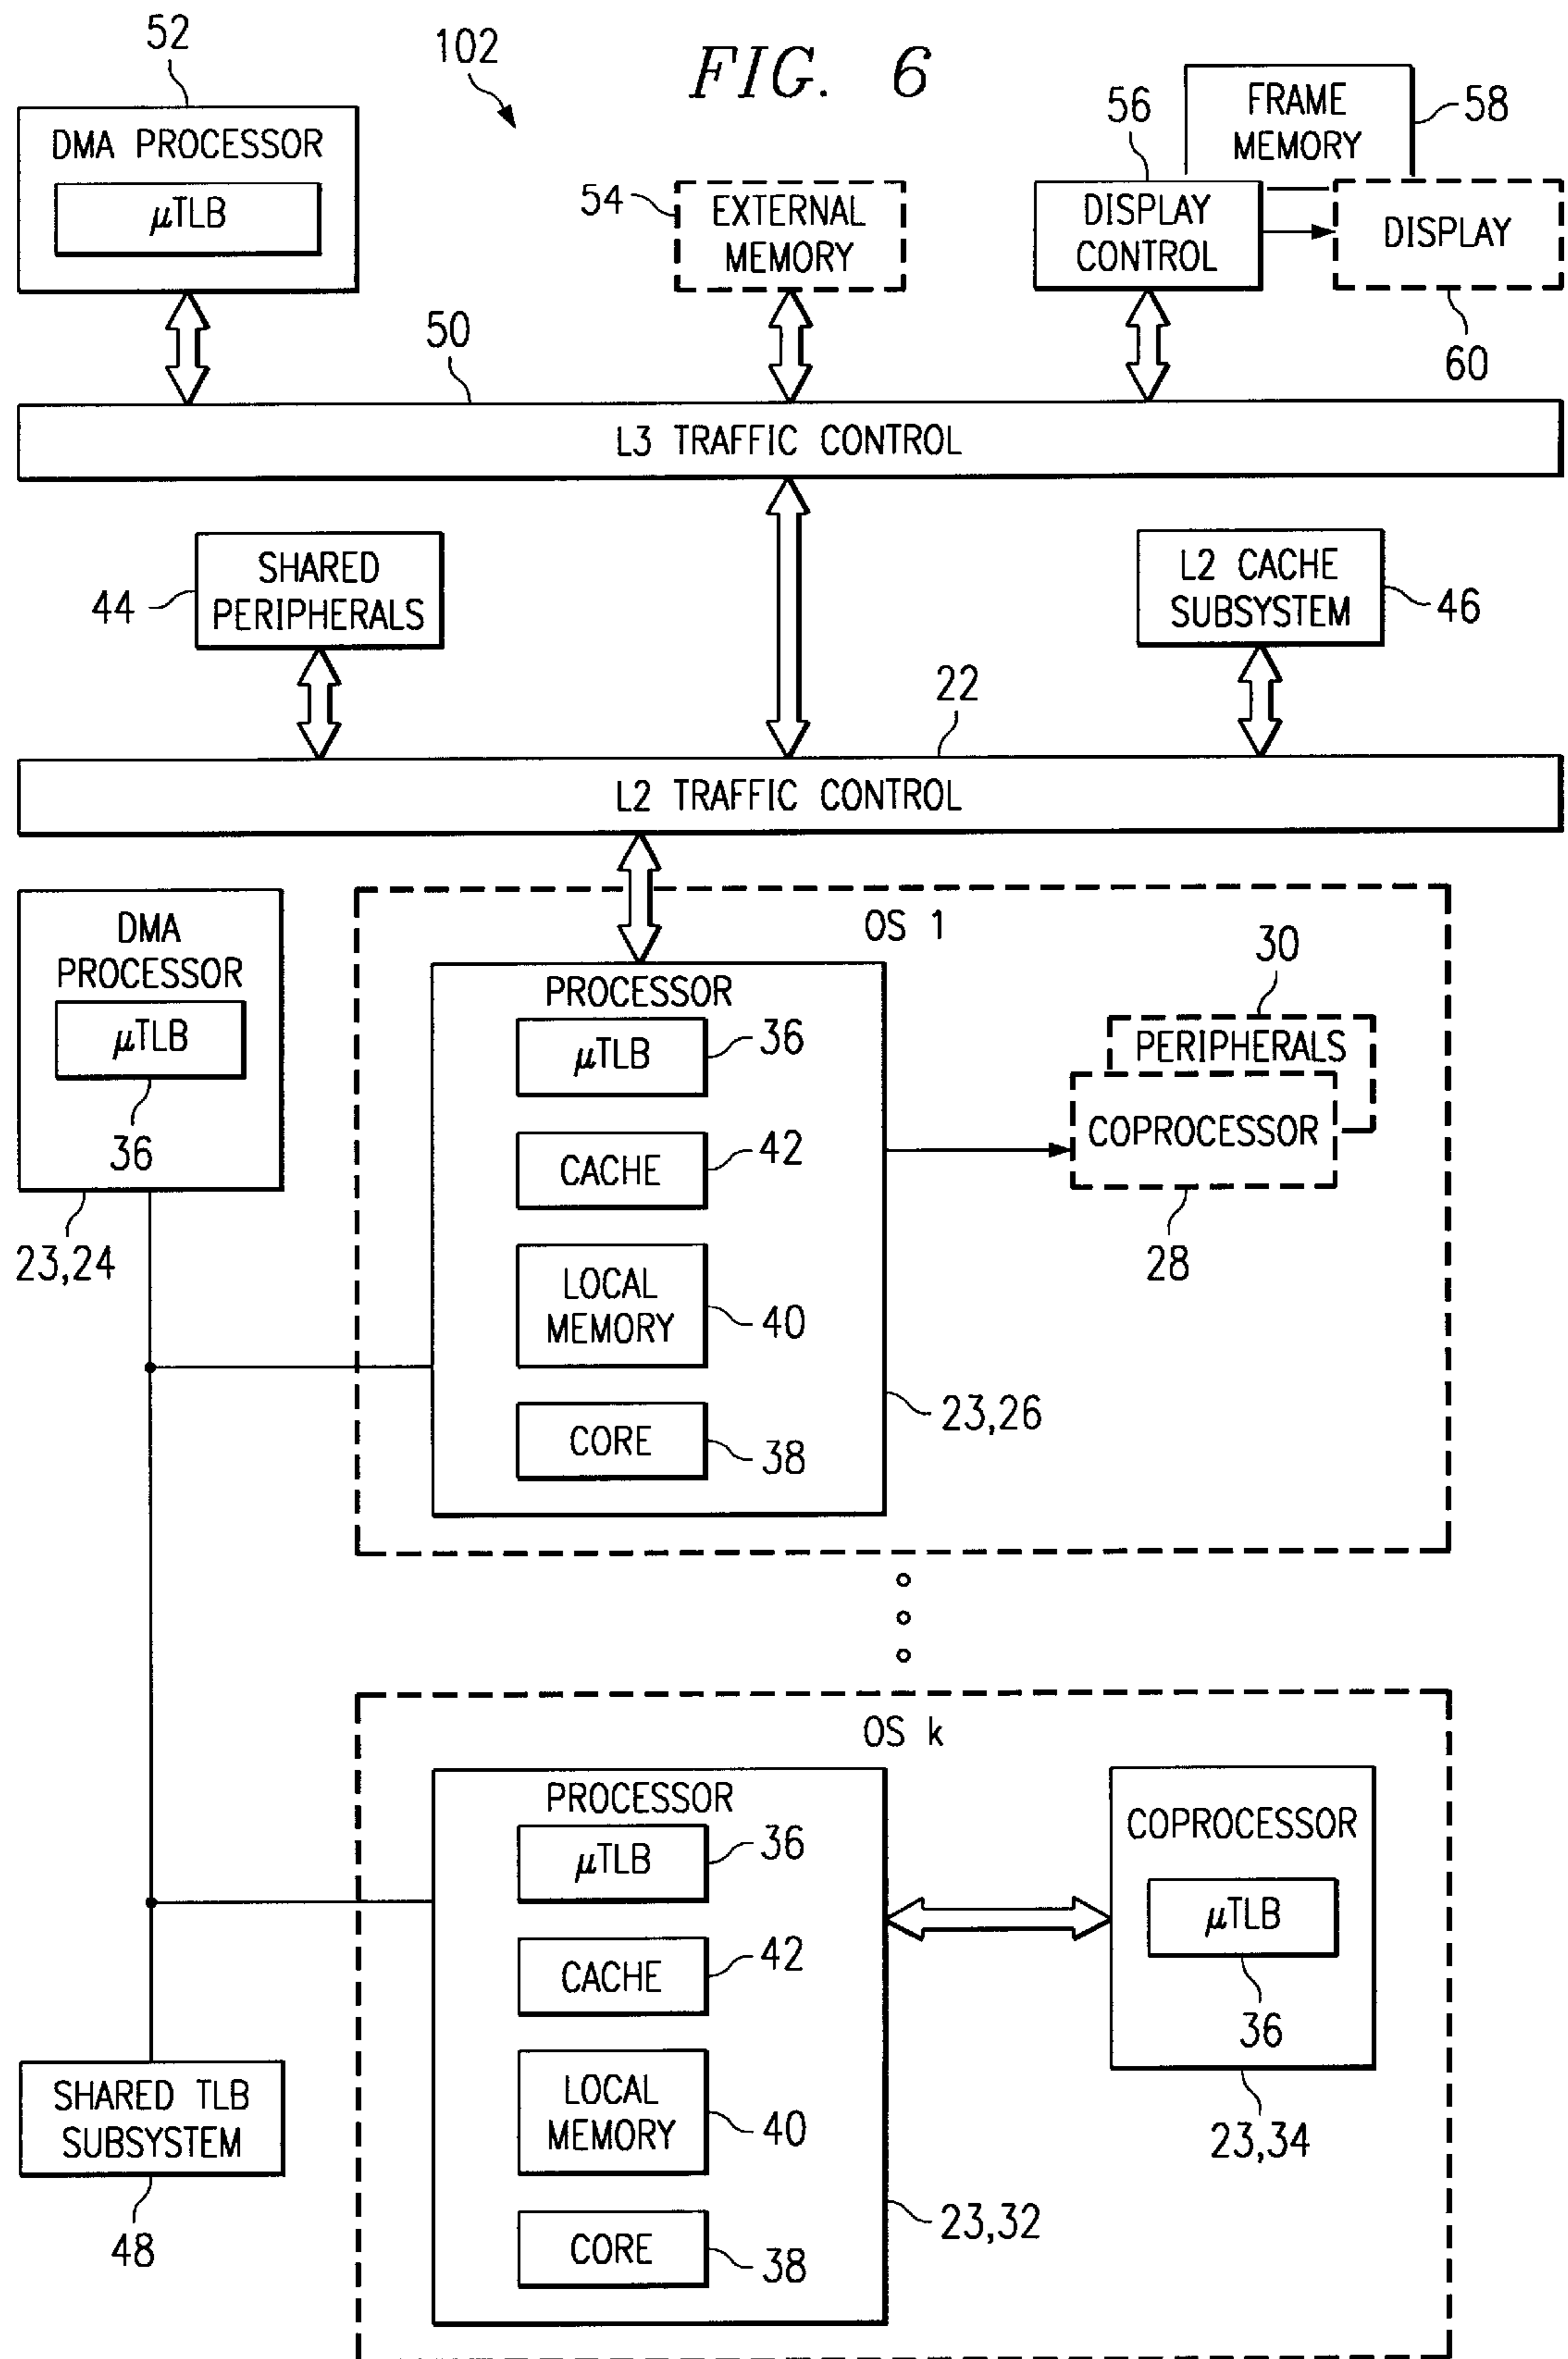 FIG. 6
102
52
DMA PROCESSOR
μTLB
54
EXTERNAL
MEMORY
56
FRAME
MEMORY
58
DISPLAY
CONTROL
DISPLAY
60
50
L3 TRAFFIC CONTROL
44
SHARED
PERIPHERALS
L2 CACHE
SUBSYSTEM
46
22
L2 TRAFFIC CONTROL
DMA
PROCESSOR
μTLB
36
23,24
OS 1
PROCESSOR
μTLB
36
CACHE
42
LOCAL
MEMORY
40
CORE
38
23,26
30
PERIPHERALS
COPROCESSOR
28
OS k
PROCESSOR
μTLB
36
CACHE
42
LOCAL
MEMORY
40
CORE
38
23,32
COPROCESSOR
μTLB
36
23,34
SHARED TLB
SUBSYSTEM
48